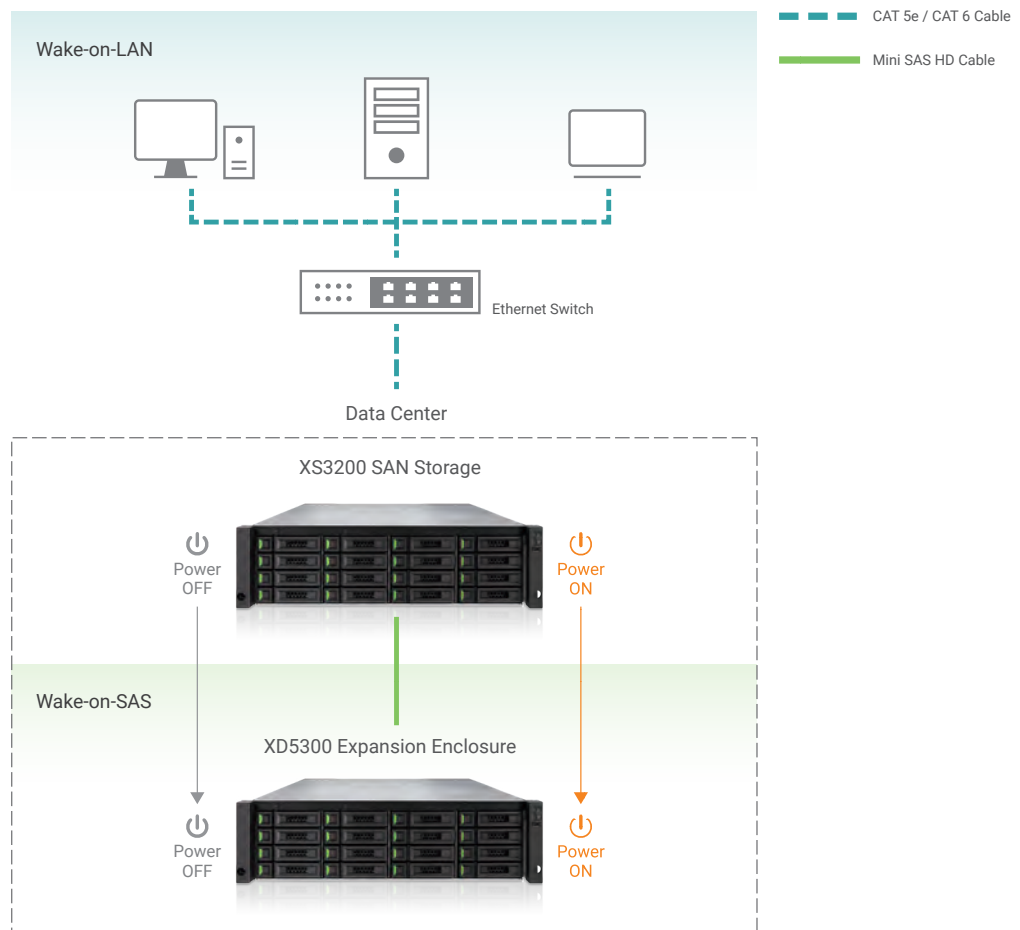 Wake-on-LAN
CAT 5e / CAT 6 Cable
Mini SAS HD Cable
Ethernet Switch
Data Center
XS3200 SAN Storage
Power
OFF
Power
ON
Wake-on-SAS
XD5300 Expansion Enclosure
Power
OFF
Power
ON